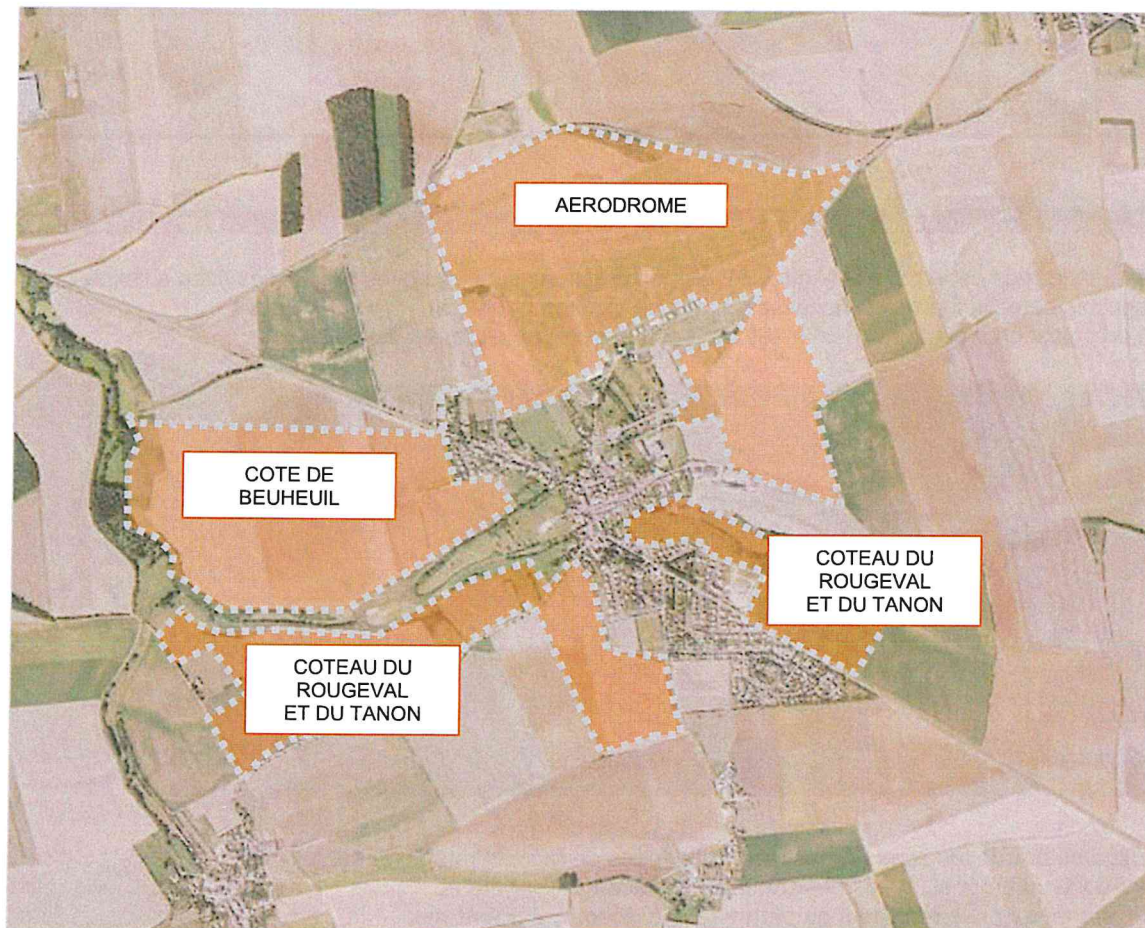 AERODROME
COTE DE
BEUHEUIL
COTEAU DU
ROUGEVAL
ET DU TANON
COTEAU DU
ROUGEVAL
ET DU TANON